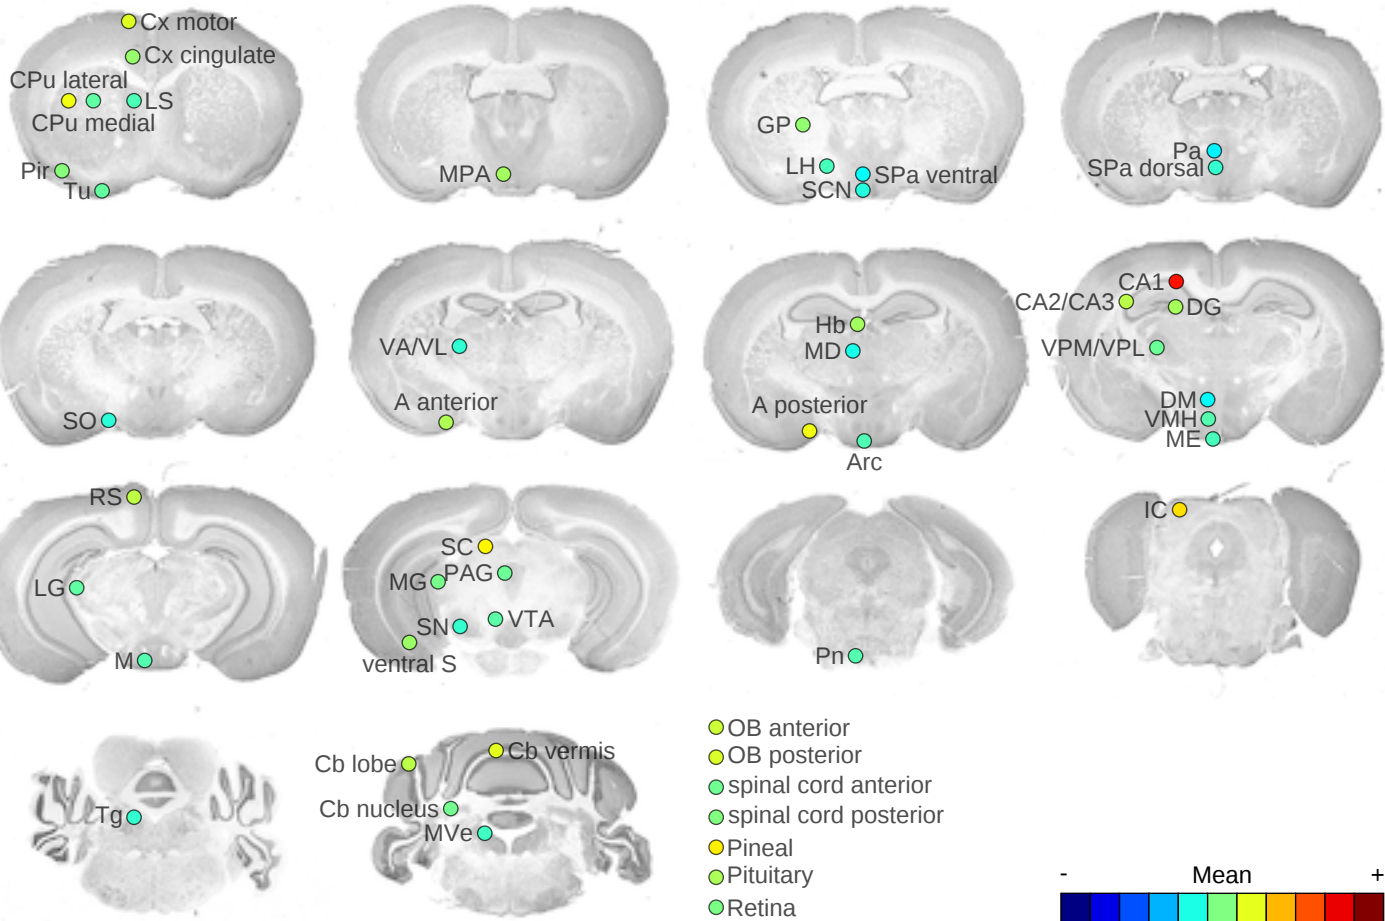 Cx motor
Cx cingulate
CPu lateral
LS
CPu medial
Pir
Tu
MPA
GP
LH
SPa ventral
SCN
Pa
SPa dorsal
SO
VA/VL
A anterior
Hb
MD
A posterior
Arc
CA1
CA2/CA3
DG
VPM/VPL
DM
VMH
ME
RS
LG
M
SC
PAG
MG
VTA
SN
ventral S
Pn
IC
Tg
Cb vermis
Cb lobe
Cb nucleus
MVe
OB anterior
OB posterior
spinal cord anterior
spinal cord posterior
Pineal
Pituitary
Retina
- Mean +